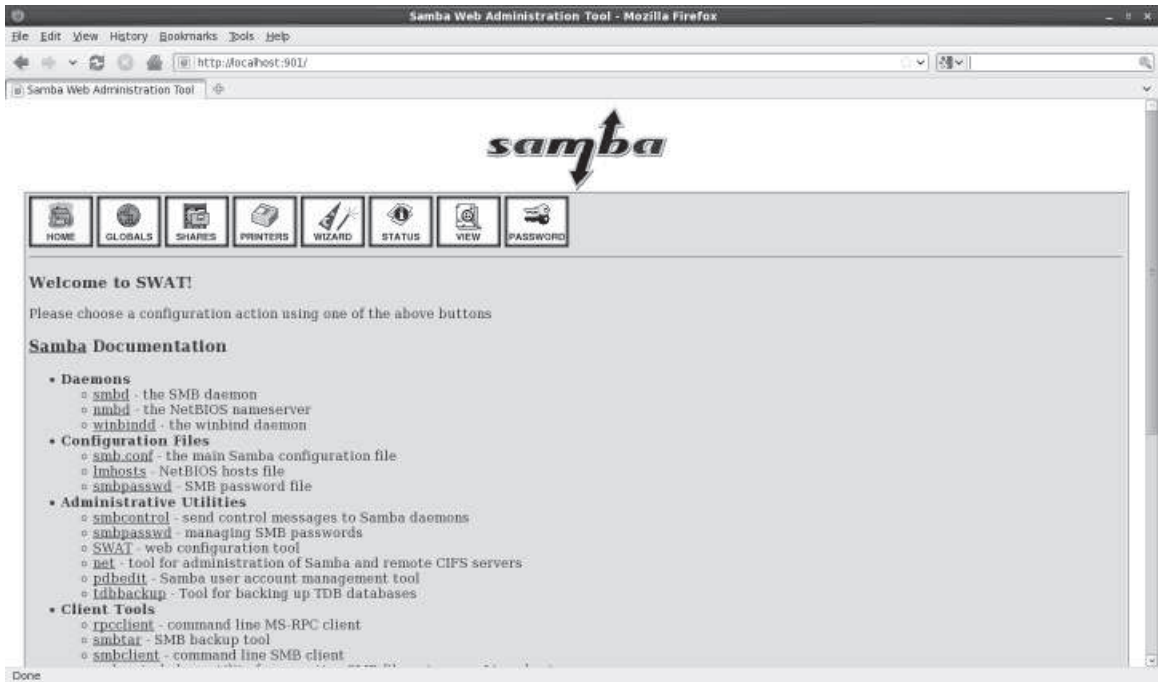 Samba Web Administration Tool - Mozilla Firefox
File Edit View History Bookmarks Tools Help
http://localhost:901/
Samba Web Administration Tool
samba
HOME GLOBALS SHARES PRINTERS WIZARD STATUS VIEW PASSWORD
Welcome to SWAT!
Please choose a configuration action using one of the above buttons
Samba Documentation
• Daemons
◦ smbd - the SMB daemon
◦ nmbd - the NetBIOS nameserver
◦ winbindd - the winbind daemon
• Configuration Files
◦ smb.conf - the main Samba configuration file
◦ lmhosts - NetBIOS hosts file
◦ smbpasswd - SMB password file
• Administrative Utilities
◦ smbcontrol - send control messages to Samba daemons
◦ smbpasswd - managing SMB passwords
◦ SWAT - web configuration tool
◦ net - tool for administration of Samba and remote CIFS servers
◦ pdbedit - Samba user account management tool
◦ tdbbackup - Tool for backing up TDB databases
• Client Tools
◦ rpcclient - command line MS-RPC client
◦ smbtar - SMB backup tool
◦ smbclient - command line SMB client
Done